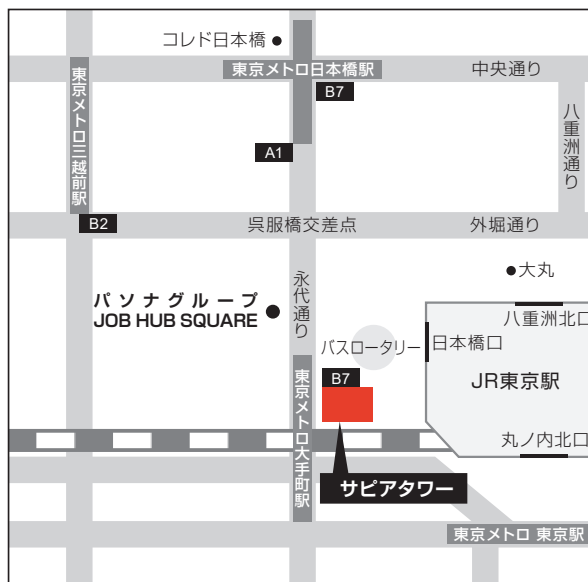 コレド日本橋
東京メトロ日本橋駅
中央通り
B7
八重洲通り
東京メトロ三越前駅
A1
B2
呉服橋交差点
外堀通り
大丸
永代通り
パソナグループ
JOB HUB SQUARE
八重洲北口
バスロータリー
日本橋口
JR東京駅
B7
東京メトロ大手町駅
丸ノ内北口
サピアタワー
東京メトロ 東京駅